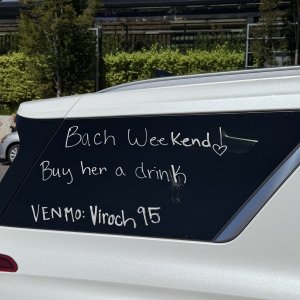 Bach Weekend!
Buy her a drink
VENMO: Viroch95